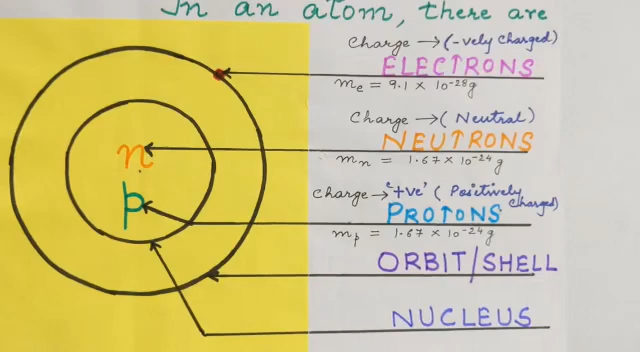 In an atom, there are
Charge → (-vely charged)
ELECTRONS
me = 9.1 × 10⁻²⁸g
Charge → (Neutral)
n
NEUTRONS
mn = 1.67 × 10⁻²⁴g
Charge → '+ve' (Positively charged)
p
PROTONS
mp = 1.67 × 10⁻²⁴g
ORBIT/SHELL
NUCLEUS